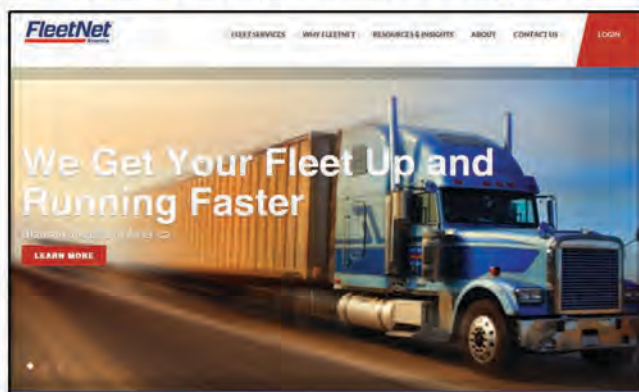 FleetNet
America
FLEET SERVICES WHY FLEETNET RESOURCES & INSIGHTS ABOUT CONTACT US LOGIN
We Get Your Fleet Up and
Running Faster
LEARN MORE